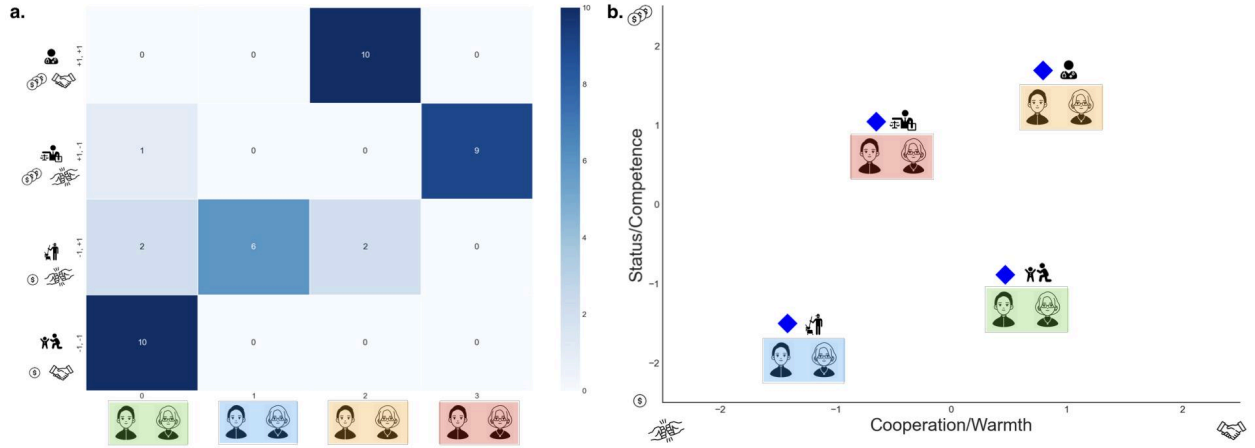 a.
+1, +1
0 0 10 0
+1, -1
1 0 0 9
-1, +1
2 6 2 0
-1, -1
10 0 0 0
0 1 2 3
10
8
6
4
2
0
b.
Status/Competence
2
1
0
−1
−2
−2 −1 0 1 2
Cooperation/Warmth